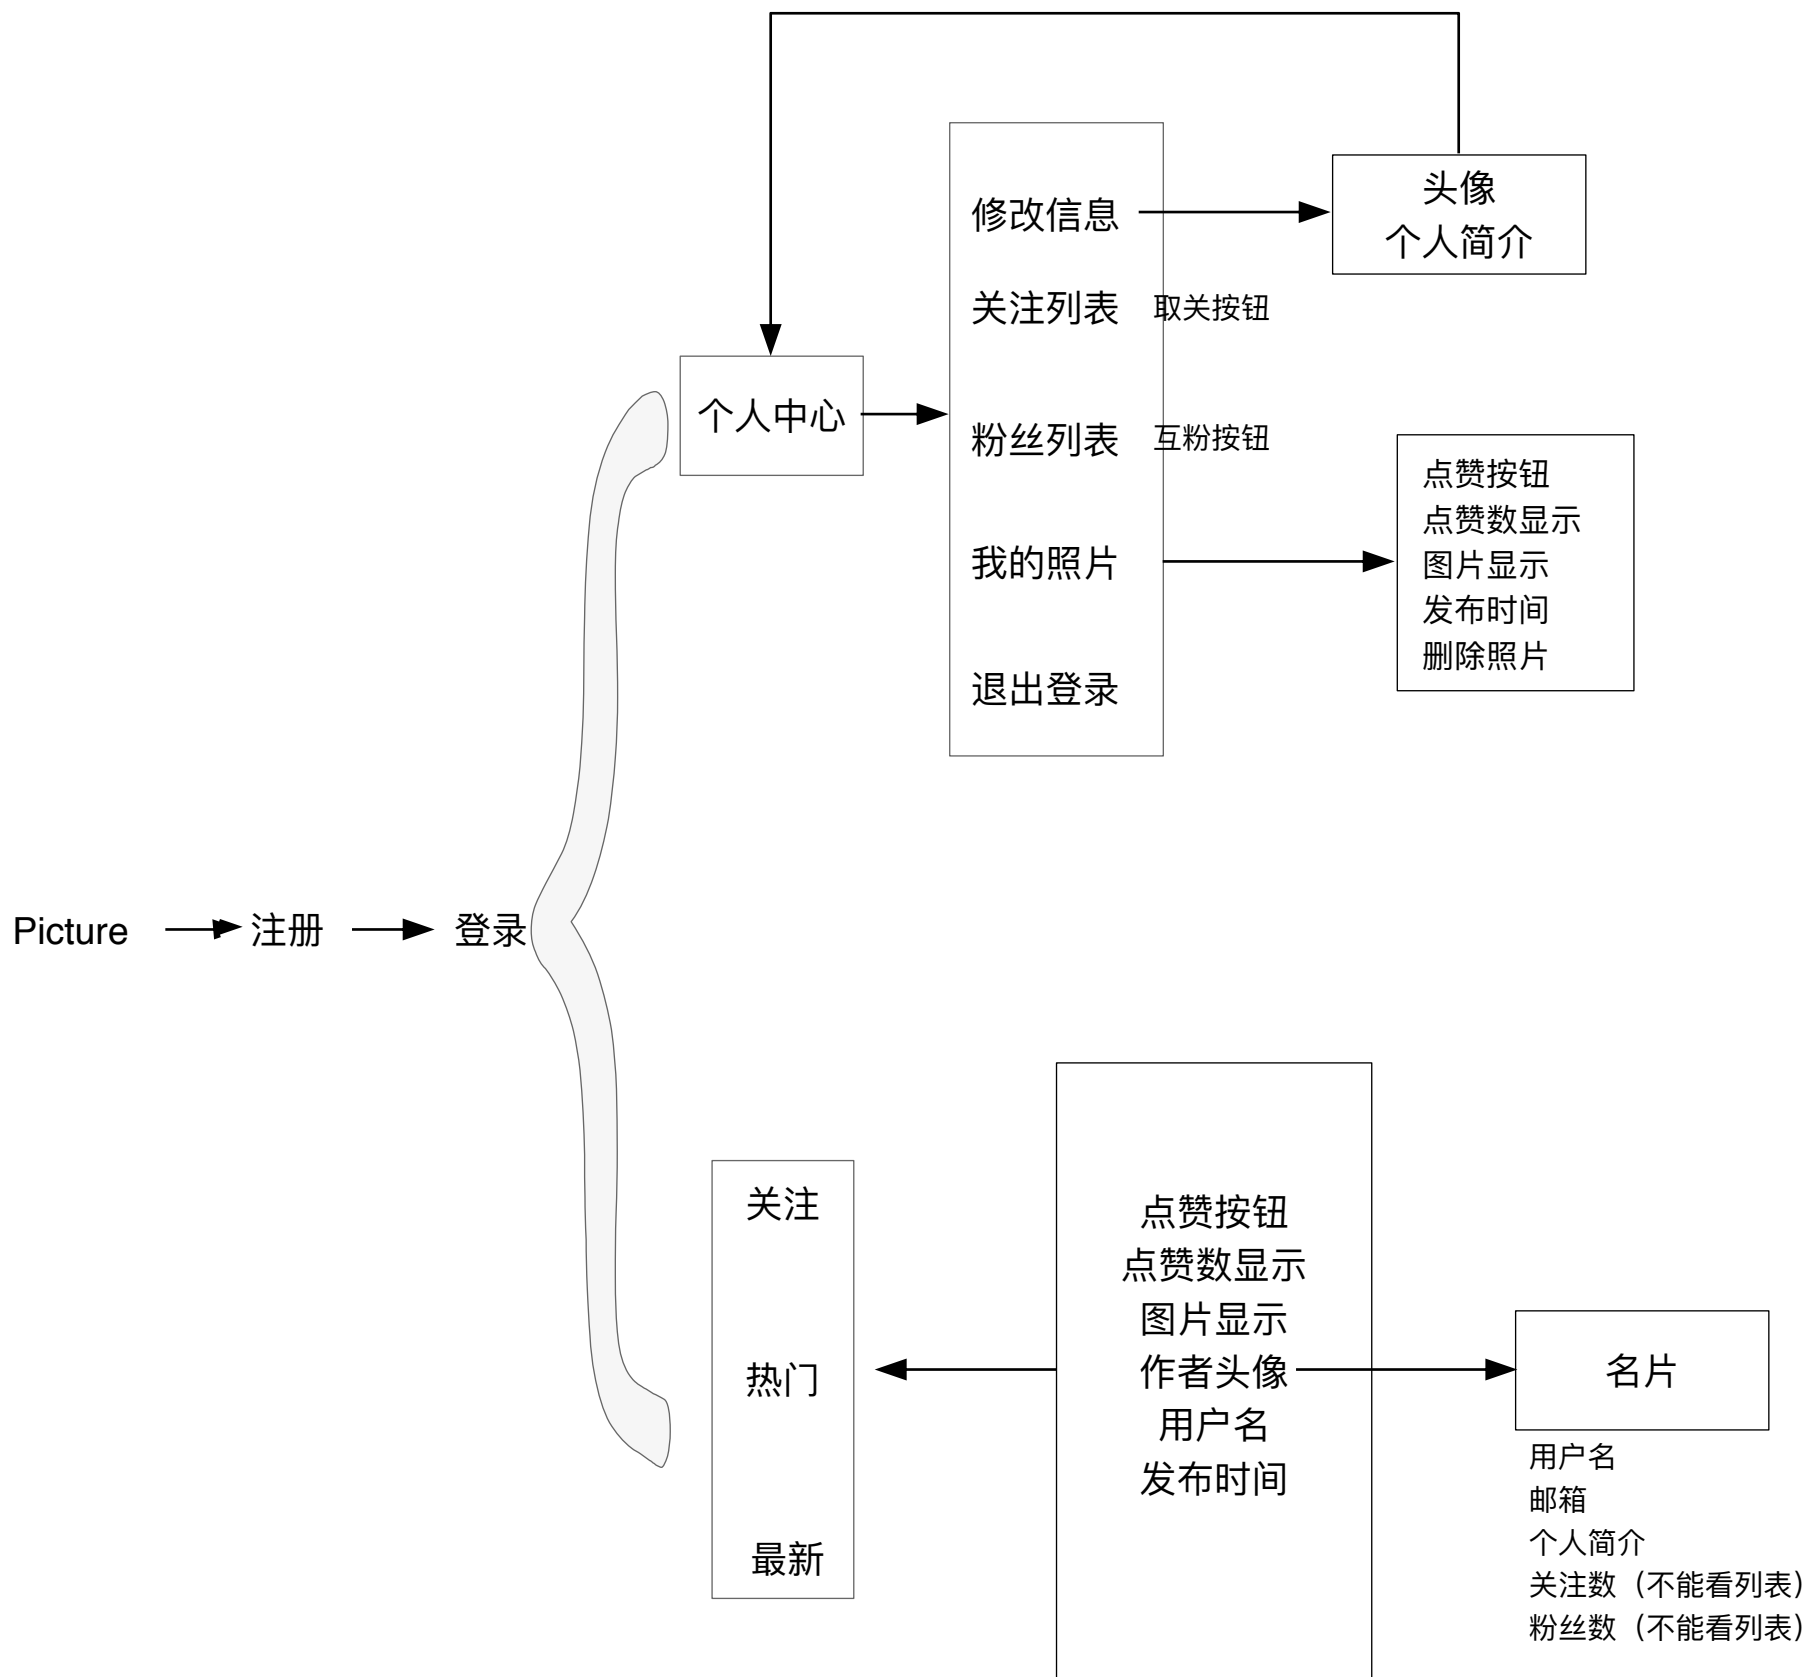 头像
个人简介
修改信息
关注列表 取关按钮
个人中心
粉丝列表 互粉按钮
点赞按钮
点赞数显示
图片显示
发布时间
删除照片
我的照片
退出登录
Picture 注册 登录
关注
热门
最新
点赞按钮
点赞数显示
图片显示
作者头像
用户名
发布时间
名片
用户名
邮箱
个人简介
关注数（不能看列表）
粉丝数（不能看列表）